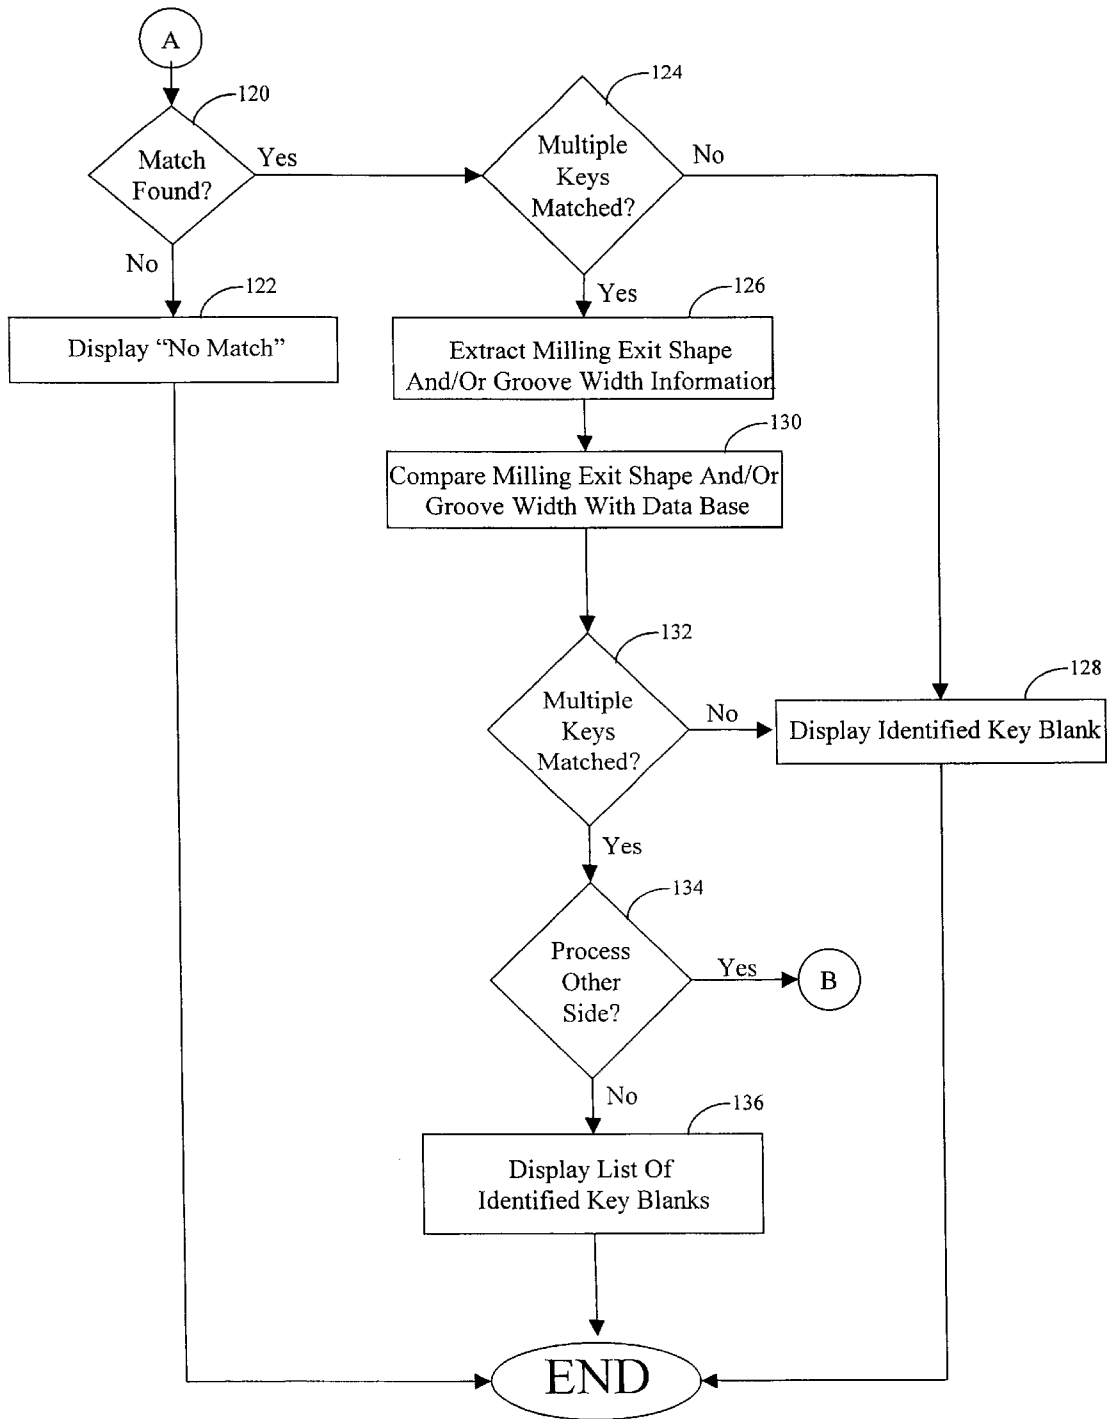 A
120
Match
Found?
Yes
No
122
Display “No Match”
124
Multiple
Keys
Matched?
No
Yes
126
Extract Milling Exit Shape
And/Or Groove Width Information
130
Compare Milling Exit Shape And/Or
Groove Width With Data Base
132
Multiple
Keys
Matched?
No
128
Display Identified Key Blank
Yes
134
Process
Other
Side?
Yes
B
No
136
Display List Of
Identified Key Blanks
END